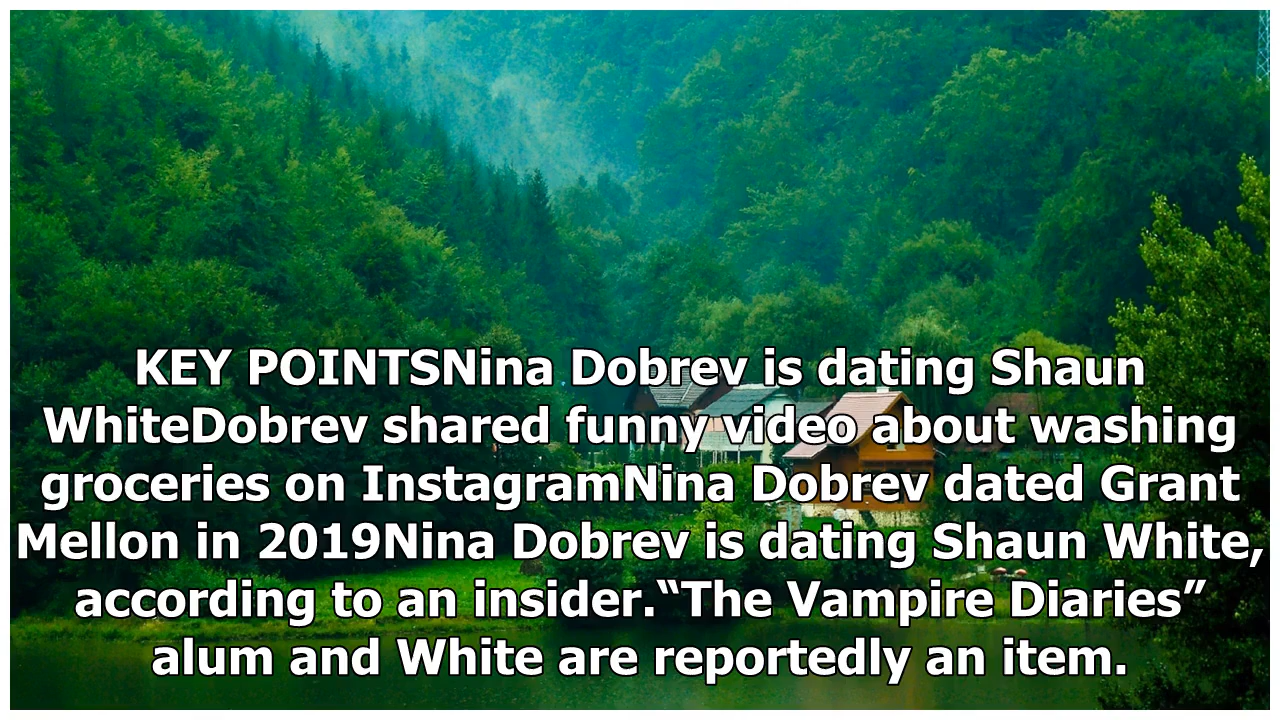 KEY POINTSNina Dobrev is dating Shaun
WhiteDobrev shared funny video about washing
groceries on InstagramNina Dobrev dated Grant
Mellon in 2019Nina Dobrev is dating Shaun White,
according to an insider.“The Vampire Diaries”
alum and White are reportedly an item.